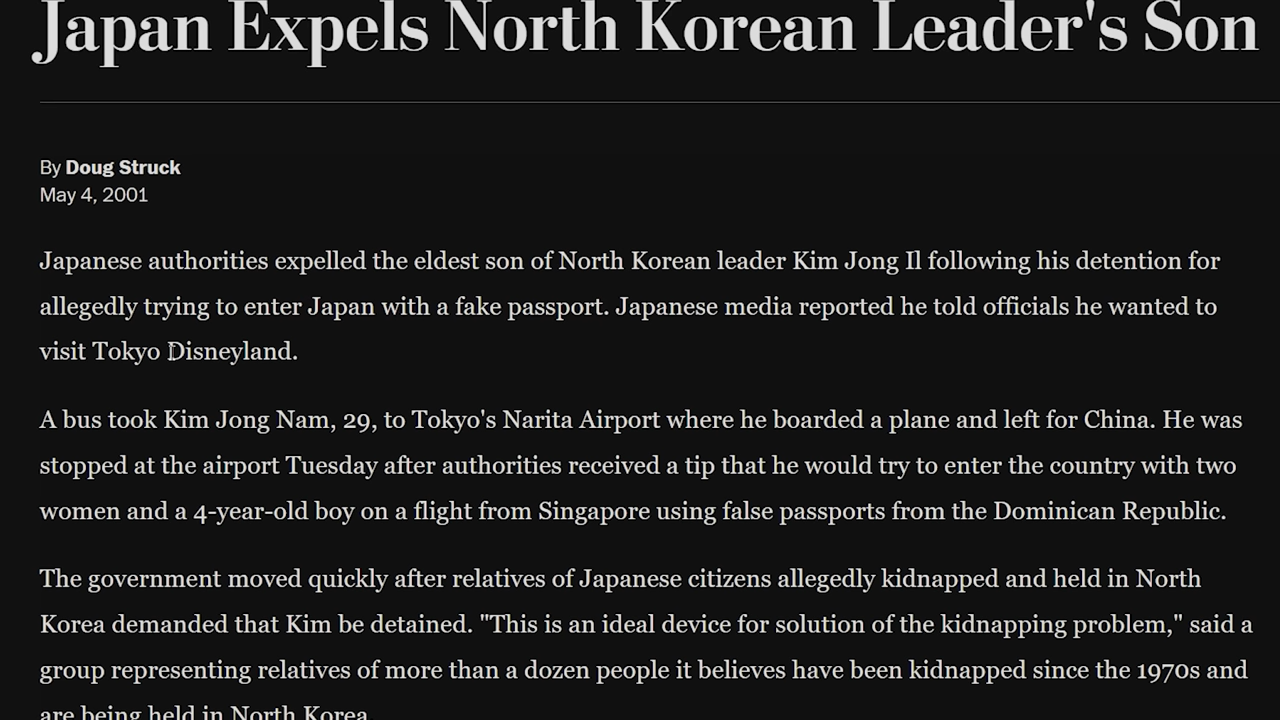 Japan Expels North Korean Leader's Son
By Doug Struck
May 4, 2001
Japanese authorities expelled the eldest son of North Korean leader Kim Jong Il following his detention for
allegedly trying to enter Japan with a fake passport. Japanese media reported he told officials he wanted to
visit Tokyo Disneyland.
A bus took Kim Jong Nam, 29, to Tokyo's Narita Airport where he boarded a plane and left for China. He was
stopped at the airport Tuesday after authorities received a tip that he would try to enter the country with two
women and a 4-year-old boy on a flight from Singapore using false passports from the Dominican Republic.
The government moved quickly after relatives of Japanese citizens allegedly kidnapped and held in North
Korea demanded that Kim be detained. "This is an ideal device for solution of the kidnapping problem," said a
group representing relatives of more than a dozen people it believes have been kidnapped since the 1970s and
are being held in North Korea.